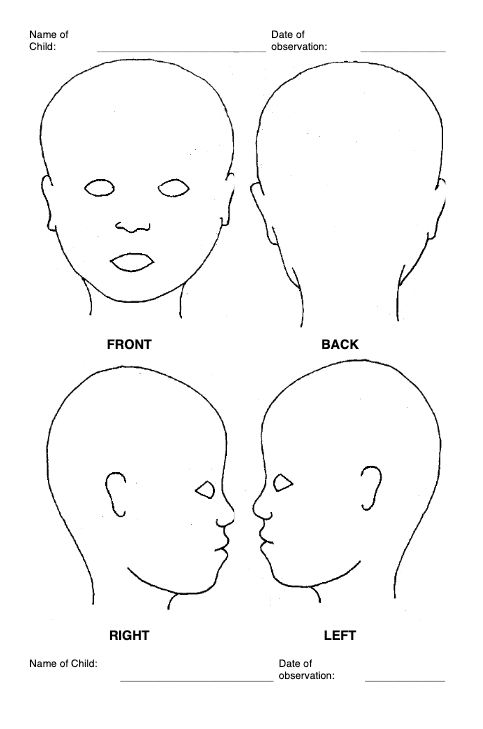 Name of Child: Date of observation:
FRONT BACK
RIGHT LEFT
Name of Child: Date of observation: